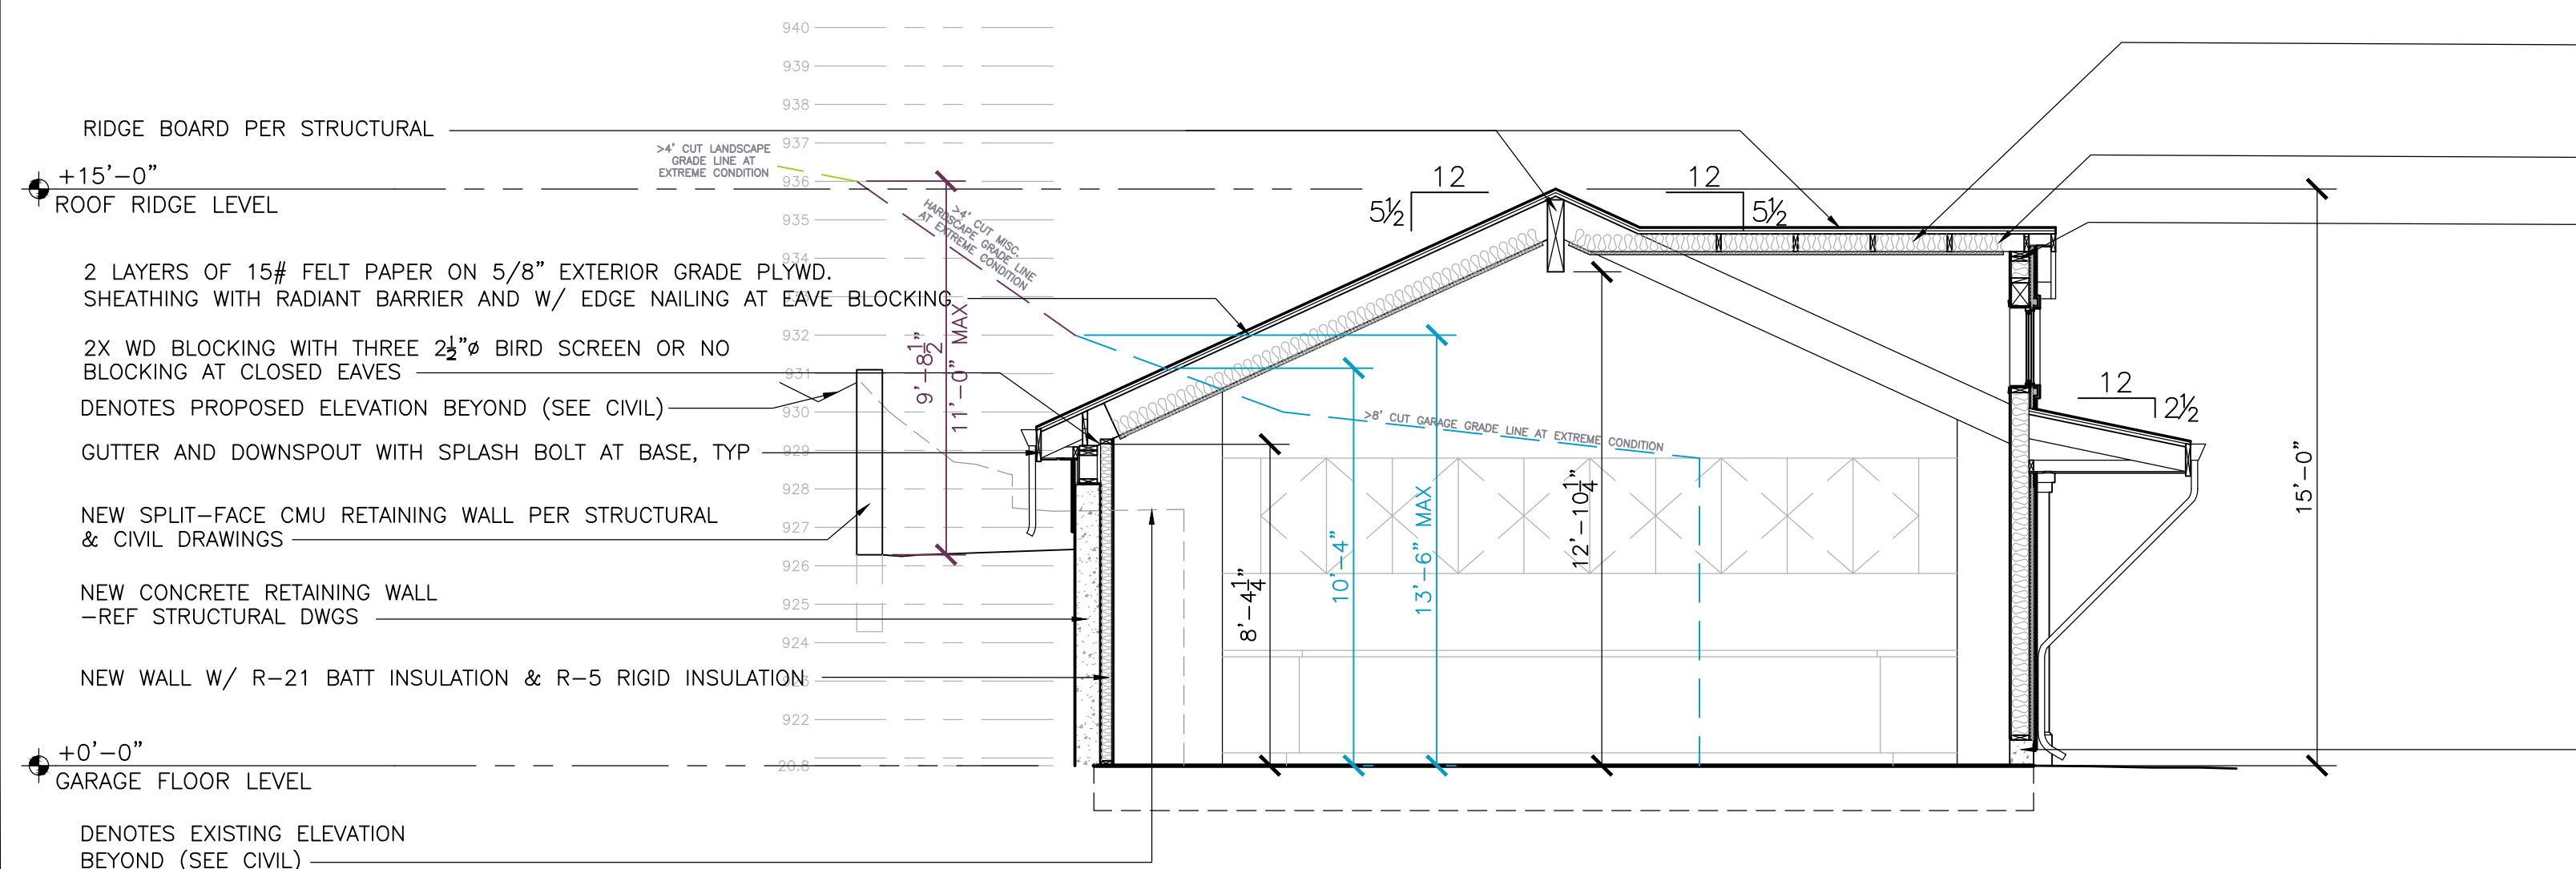 940
939
938
RIDGE BOARD PER STRUCTURAL
937
>4' CUT LANDSCAPE
GRADE LINE AT
EXTREME CONDITION
936
+15'-0"
ROOF RIDGE LEVEL
12
5½
12
5½
935
>4' CUT MISC.
HARDSCAPE GRADE LINE
AT EXTREME CONDITION
934
2 LAYERS OF 15# FELT PAPER ON 5/8" EXTERIOR GRADE PLYWD.
SHEATHING WITH RADIANT BARRIER AND W/ EDGE NAILING AT EAVE BLOCKING
932
2X WD BLOCKING WITH THREE 2½"ø BIRD SCREEN OR NO
BLOCKING AT CLOSED EAVES
931
9'-8½"
11'-0" MAX
DENOTES PROPOSED ELEVATION BEYOND (SEE CIVIL)
930
>8' CUT GARAGE GRADE LINE AT EXTREME CONDITION
12
2½
GUTTER AND DOWNSPOUT WITH SPLASH BOLT AT BASE, TYP
929
928
NEW SPLIT-FACE CMU RETAINING WALL PER STRUCTURAL
& CIVIL DRAWINGS
927
926
8'-4¼"
10'-4"
13'-6" MAX
12'-10¼"
15'-0"
NEW CONCRETE RETAINING WALL
-REF STRUCTURAL DWGS
925
924
NEW WALL W/ R-21 BATT INSULATION & R-5 RIGID INSULATION
923
922
+0'-0"
GARAGE FLOOR LEVEL
20.8
DENOTES EXISTING ELEVATION
BEYOND (SEE CIVIL)